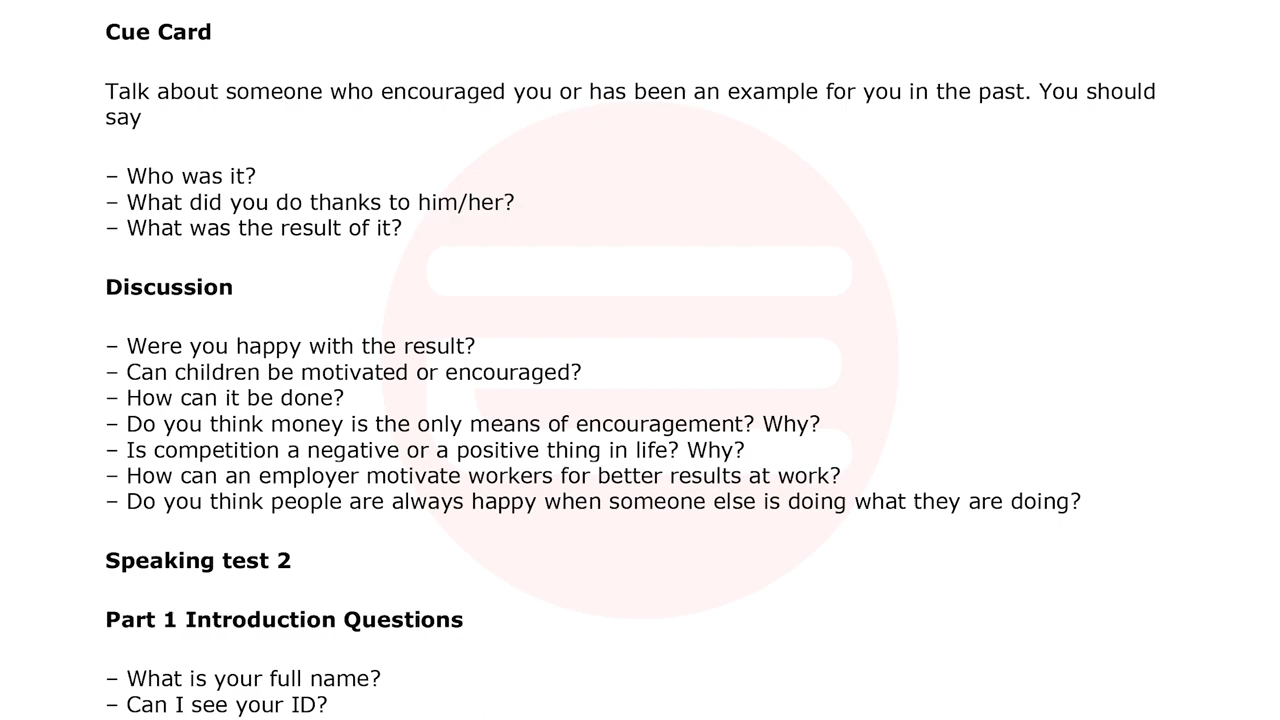 Cue Card
Talk about someone who encouraged you or has been an example for you in the past. You should
say
– Who was it?
– What did you do thanks to him/her?
– What was the result of it?
Discussion
– Were you happy with the result?
– Can children be motivated or encouraged?
– How can it be done?
– Do you think money is the only means of encouragement? Why?
– Is competition a negative or a positive thing in life? Why?
– How can an employer motivate workers for better results at work?
– Do you think people are always happy when someone else is doing what they are doing?
Speaking test 2
Part 1 Introduction Questions
– What is your full name?
– Can I see your ID?